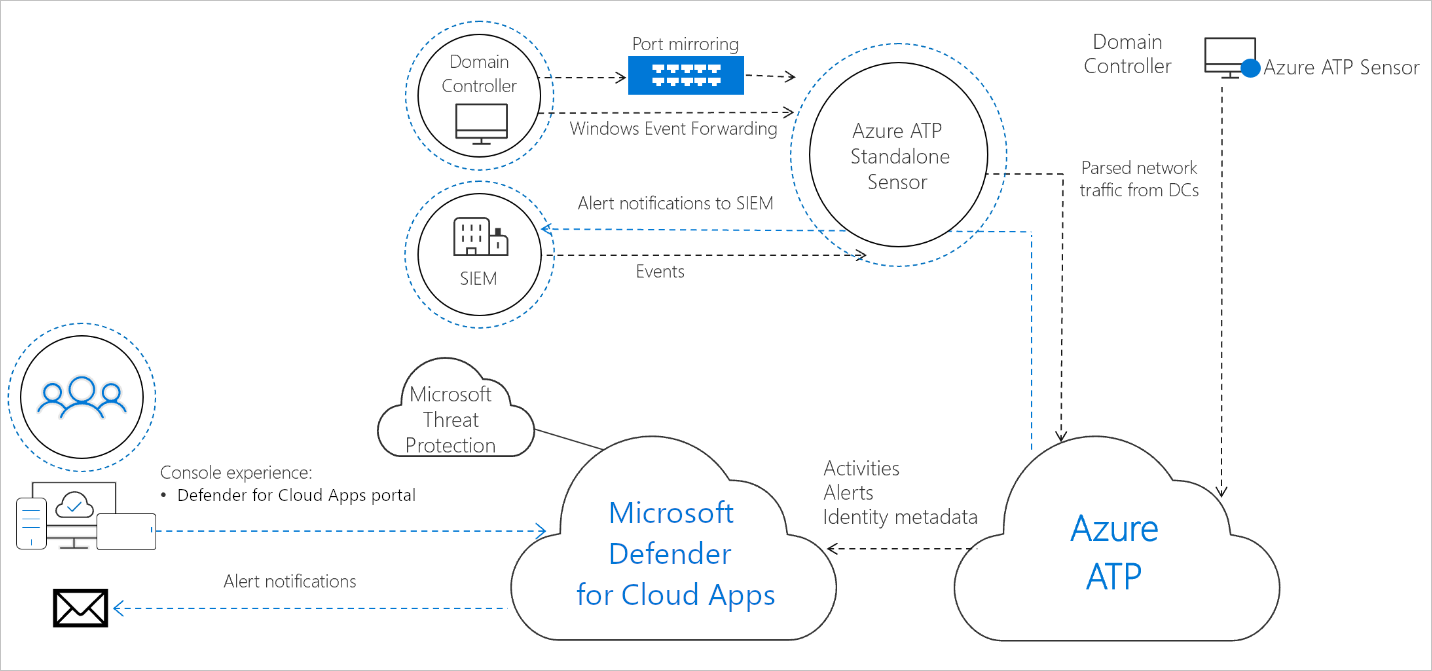 Domain
Controller
Port mirroring
Windows Event Forwarding
Azure ATP
Standalone
Sensor
Domain
Controller
Azure ATP Sensor
Parsed network
traffic from DCs
Alert notifications to SIEM
SIEM
Events
Microsoft
Threat
Protection
Console experience:
• Defender for Cloud Apps portal
Alert notifications
Microsoft
Defender
for Cloud Apps
Activities
Alerts
Identity metadata
Azure
ATP